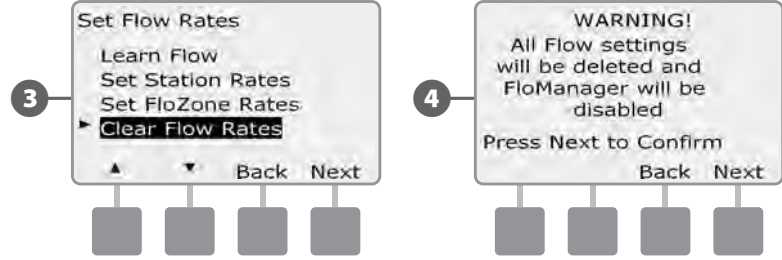 3
Set Flow Rates
Learn Flow
Set Station Rates
Set FloZone Rates
► Clear Flow Rates
▲ ▼ Back Next
4
WARNING!
All Flow settings
will be deleted and
FloManager will be
disabled
Press Next to Confirm
Back Next